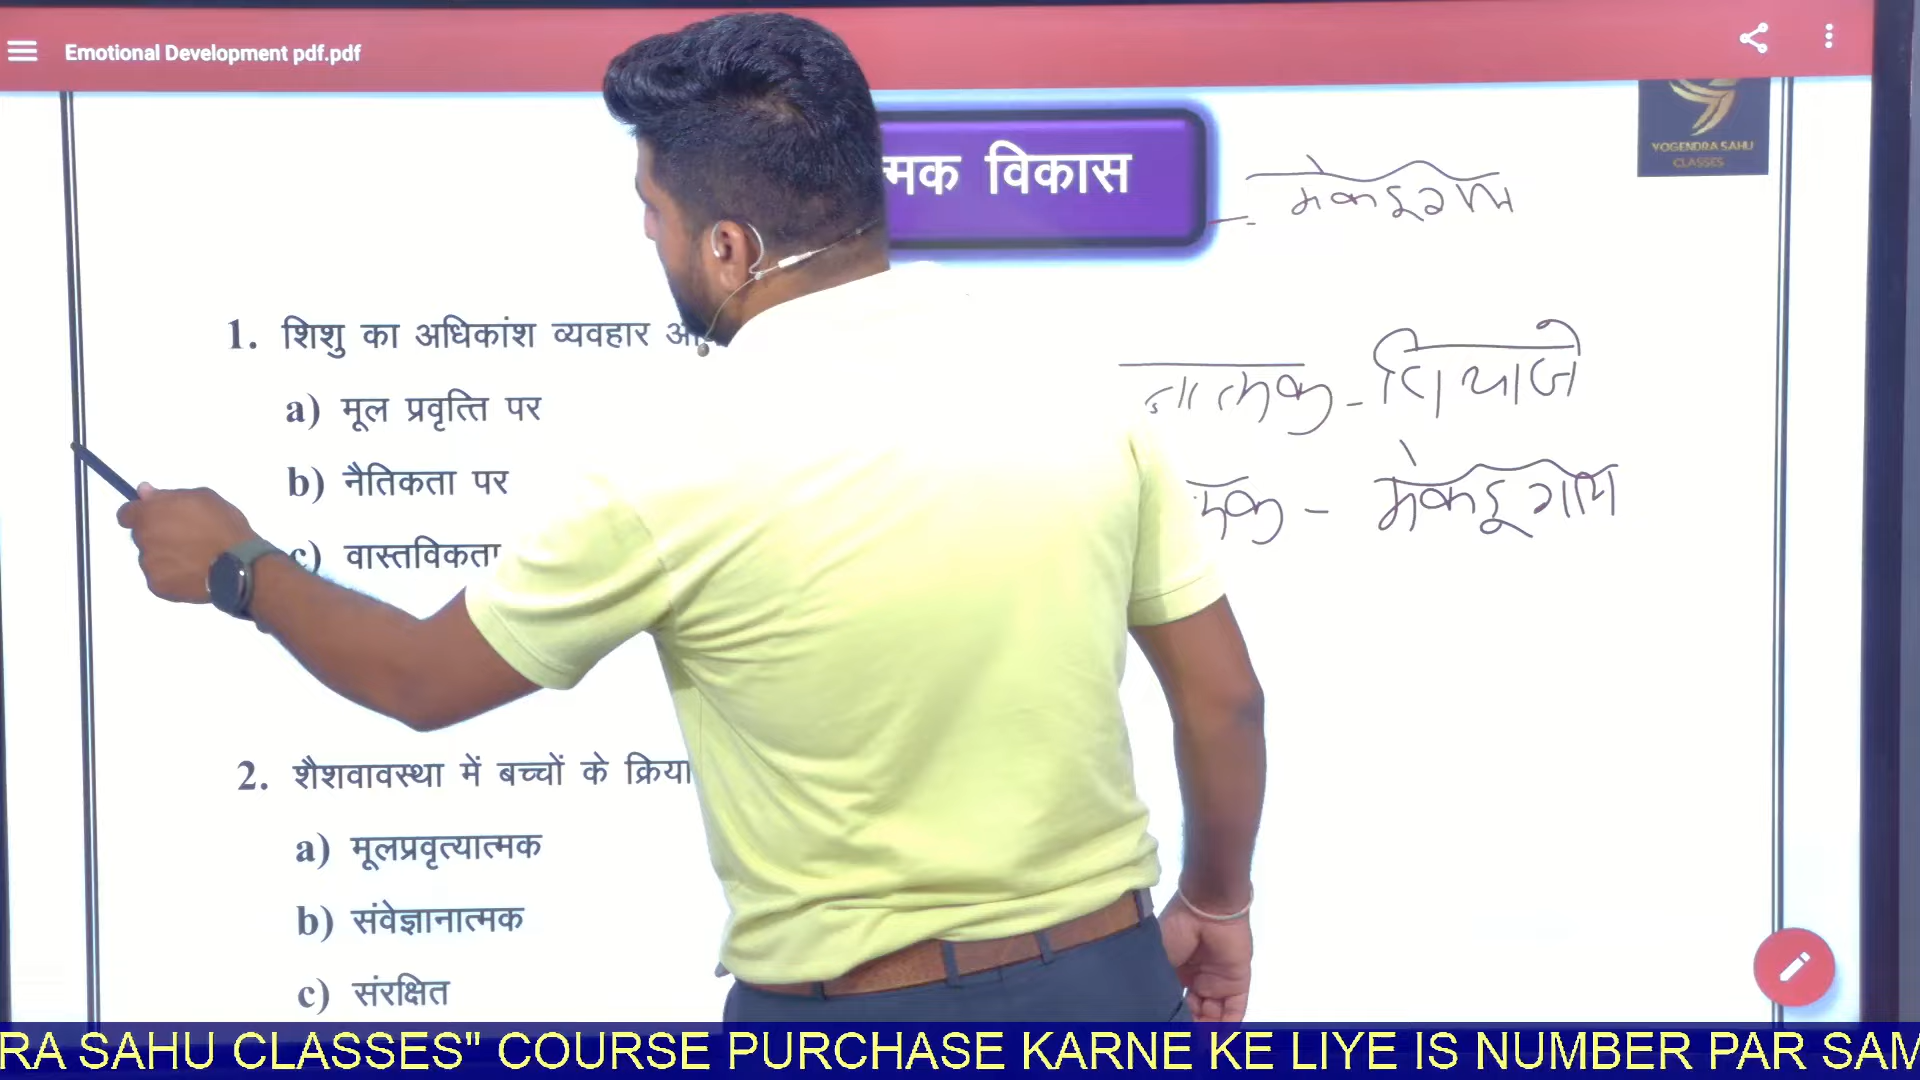 Emotional Development pdf.pdf
YOGENDRA SAHU
CLASSES
त्मक विकास
मेकडूगल
1. शिशु का अधिकांश व्यवहार
a) मूल प्रवृत्ति पर
b) नैतिकता पर
c) वास्तविकता
पियाजे
मेकडूगल
2. शैशवावस्था में बच्चों के क्रिया
a) मूलप्रवृत्यात्मक
b) संवेज्ञानात्मक
c) संरक्षित
RA SAHU CLASSES" COURSE PURCHASE KARNE KE LIYE IS NUMBER PAR SAM